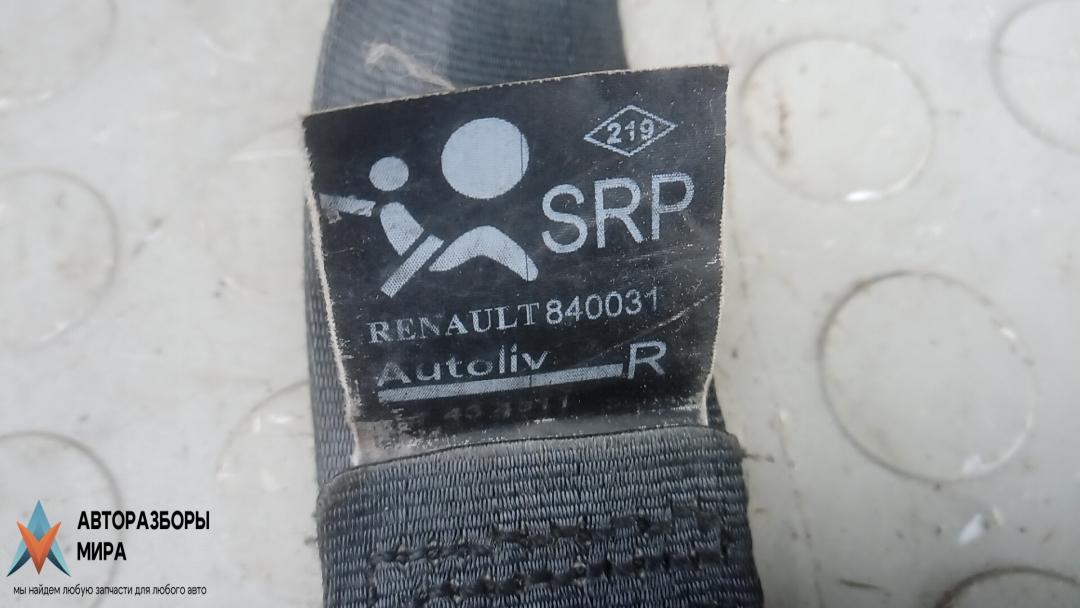 219
SRP
RENAULT 840031
Autoliv R
АВТОРАЗБОРЫ
МИРА
мы найдем любую запчасти для любого авто